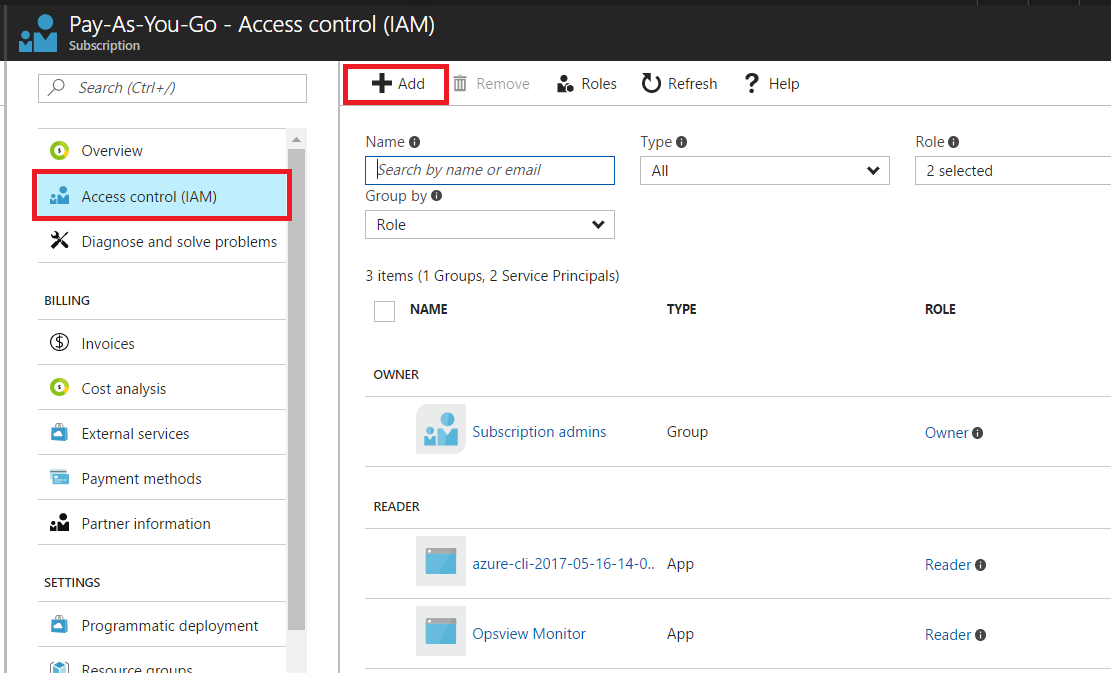 Pay-As-You-Go - Access control (IAM)
Subscription
Search (Ctrl+/)
Overview
Access control (IAM)
Diagnose and solve problems
BILLING
Invoices
Cost analysis
External services
Payment methods
Partner information
SETTINGS
Programmatic deployment
Resource groups
Add Remove Roles Refresh Help
Name Type Role
Search by name or email All 2 selected
Group by
Role
3 items (1 Groups, 2 Service Principals)
NAME TYPE ROLE
OWNER
Subscription admins Group Owner
READER
azure-cli-2017-05-16-14-0.. App Reader
Opsview Monitor App Reader